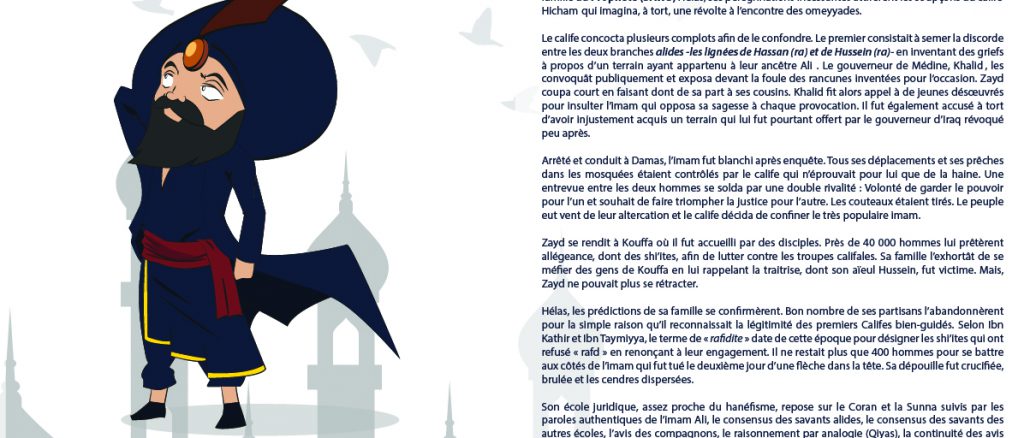 famille du Prophète (sws). Hélas, ses pérégrinations incessantes attirèrent les soupçons du calife
Hicham qui imagina, à tort, une révolte à l'encontre des omeyyades.
Le calife concocta plusieurs complots afin de le confondre. Le premier consistait à semer la discorde
entre les deux branches alides -les lignées de Hassan (ra) et de Hussein (ra)- en inventant des griefs
à propos d'un terrain ayant appartenu à leur ancêtre Ali . Le gouverneur de Médine, Khalid , les
convoquât publiquement et exposa devant la foule des rancunes inventées pour l'occasion. Zayd
coupa court en faisant dont de sa part à ses cousins. Khalid fit alors appel à de jeunes désœuvrés
pour insulter l'imam qui opposa sa sagesse à chaque provocation. Il fut également accusé à tort
d'avoir injustement acquis un terrain qui lui fut pourtant offert par le gouverneur d'Iraq révoqué
peu après.
Arrêté et conduit à Damas, l'imam fut blanchi après enquête. Tous ses déplacements et ses prêches
dans les mosquées étaient contrôlés par le calife qui n'éprouvait pour lui que de la haine. Une
entrevue entre les deux hommes se solda par une double rivalité : Volonté de garder le pouvoir
pour l'un et souhait de faire triompher la justice pour l'autre. Les couteaux étaient tirés. Le peuple
eut vent de leur altercation et le calife décida de confiner le très populaire imam.
Zayd se rendit à Kouffa où il fut accueilli par des disciples. Près de 40 000 hommes lui prêtèrent
allégeance, dont des shi'ites, afin de lutter contre les troupes califales. Sa famille l'exhortât de se
méfier des gens de Kouffa en lui rappelant la traitrise, dont son aïeul Hussein, fut victime. Mais,
Zayd ne pouvait plus se rétracter.
Hélas, les prédictions de sa famille se confirmèrent. Bon nombre de ses partisans l'abandonnèrent
pour la simple raison qu'il reconnaissait la légitimité des premiers Califes bien-guidés. Selon Ibn
Kathir et Ibn Taymiyya, le terme de « rafidite » date de cette époque pour désigner les shi'ites qui ont
refusé « rafd » en renonçant à leur engagement. Il ne restait plus que 400 hommes pour se battre
aux côtés de l'Imam qui fut tué le deuxième jour d'une flèche dans la tête. Sa dépouille fut crucifiée,
brulée et les cendres dispersées.
Son école juridique, assez proche du hanéfisme, repose sur le Coran et la Sunna suivis par les
paroles authentiques de l'Imam Ali, le consensus des savants alides, le consensus des savants des
autres écoles, l'avis des compagnons, le raisonnement par analogie (Qiyas), la continuité des avis